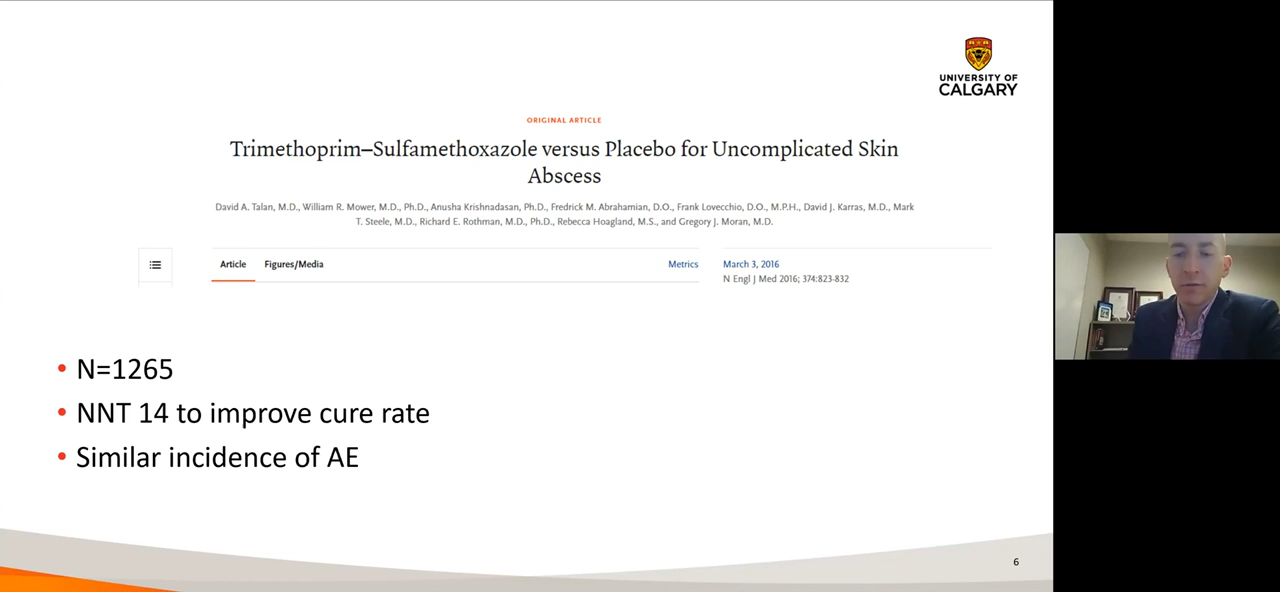 UNIVERSITY OF
CALGARY
ORIGINAL ARTICLE
Trimethoprim–Sulfamethoxazole versus Placebo for Uncomplicated Skin
Abscess
David A. Talan, M.D., William R. Mower, M.D., Ph.D., Anusha Krishnadasan, Ph.D., Fredrick M. Abrahamian, D.O., Frank Lovecchio, D.O., M.P.H., David J. Karras, M.D., Mark
T. Steele, M.D., Richard E. Rothman, M.D., Ph.D., Rebecca Hoagland, M.S., and Gregory J. Moran, M.D.
Article Figures/Media Metrics March 3, 2016
N Engl J Med 2016; 374:823-832
• N=1265
• NNT 14 to improve cure rate
• Similar incidence of AE
6